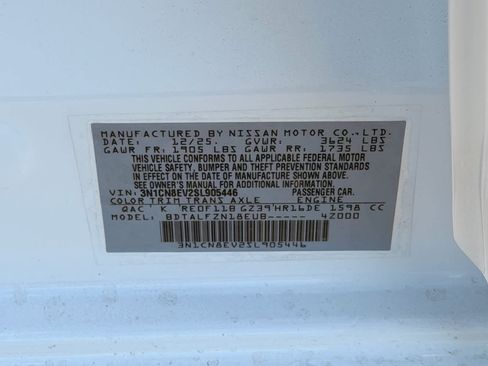 MANUFACTURED BY NISSAN MOTOR CO.,LTD.
DATE: 12/25. GVWR: 3624 LBS
GAWR FR: 1905 LBS GAWR RR: 1735 LBS
THIS VEHICLE CONFORMS TO ALL APPLICABLE FEDERAL MOTOR
VEHICLE SAFETY, BUMPER AND THEFT PREVENTION STANDARDS
IN EFFECT ON THE DATE OF MANUFACTURE SHOWN ABOVE.
SEE OWNER'S MANUAL AND FOR ADDITIONAL INFORMATION.
VIN: 3N1CN8EV2SL905446 PASSENGER CAR.
COLOR TRIM TRANS AXLE ENGINE
QAC K RE0F11B GZ39 HR16DE 1598 CC
MODEL: BDTALFZN18EUB----- 4Z000
3N1CN8EV2SL905446